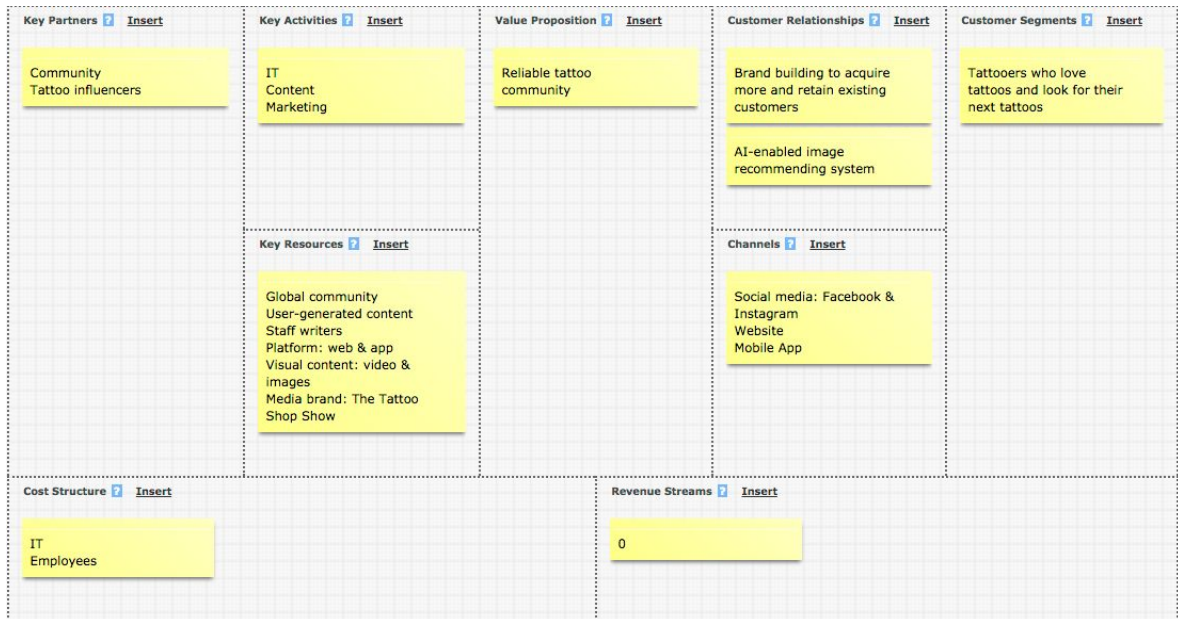 Key Partners ? Insert
Community
Tattoo influencers
Key Activities ? Insert
IT
Content
Marketing
Key Resources ? Insert
Global community
User-generated content
Staff writers
Platform: web & app
Visual content: video &
images
Media brand: The Tattoo
Shop Show
Value Proposition ? Insert
Reliable tattoo
community
Customer Relationships ? Insert
Brand building to acquire
more and retain existing
customers
AI-enabled image
recommending system
Channels ? Insert
Social media: Facebook &
Instagram
Website
Mobile App
Customer Segments ? Insert
Tattooers who love
tattoos and look for their
next tattoos
Cost Structure ? Insert
IT
Employees
Revenue Streams ? Insert
0